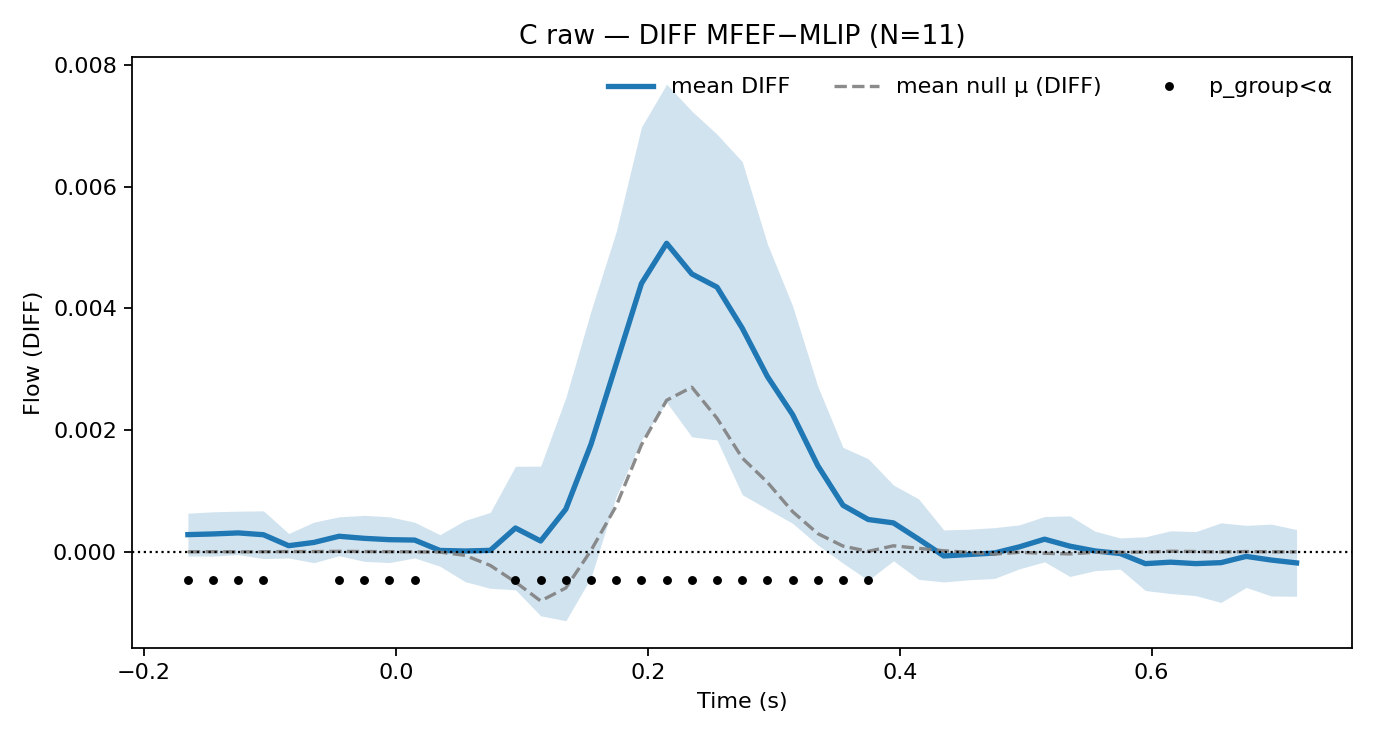 C raw — DIFF MFEF−MLIP (N=11)
mean DIFF
mean null μ (DIFF)
p_group<α
Flow (DIFF)
0.008
0.006
0.004
0.002
0.000
−0.2
0.0
0.2
0.4
0.6
Time (s)